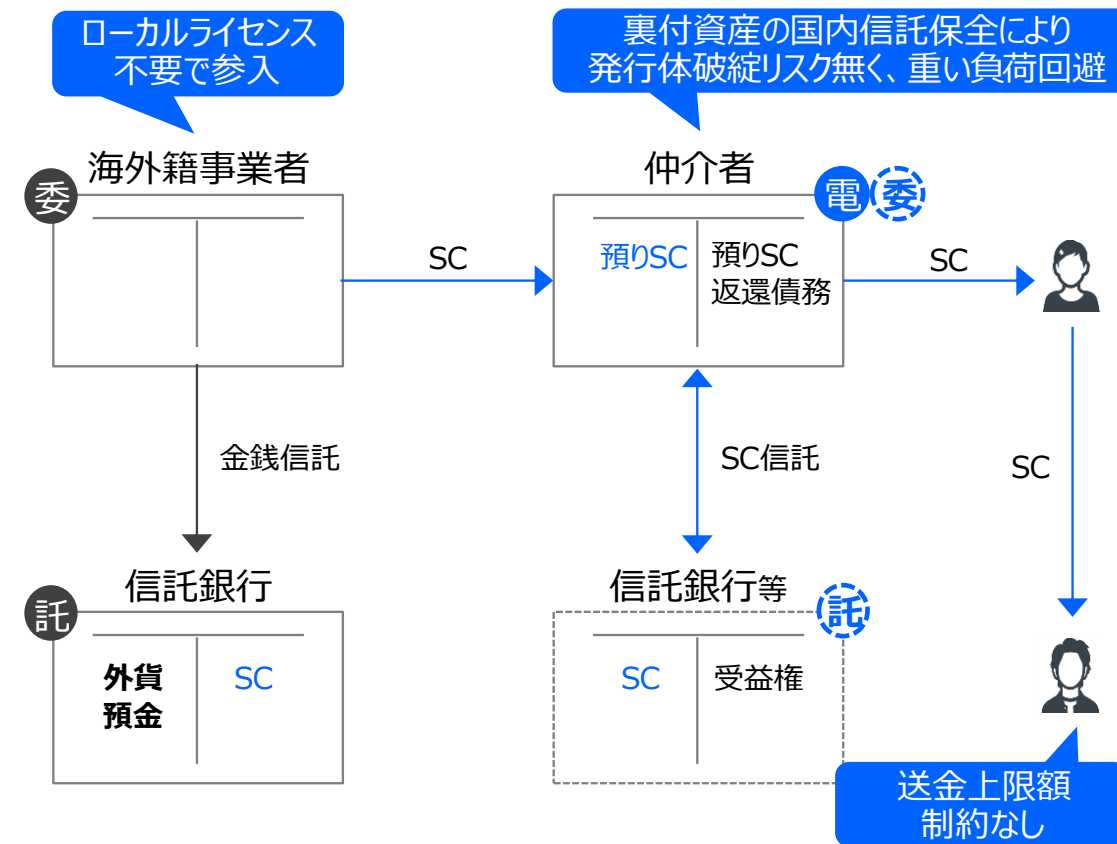 ローカルライセンス
不要で参入
裏付資産の国内信託保全により
発行体破綻リスク無く、重い負荷回避
海外籍事業者
委
仲介者
電
委
預りSC
預りSC
返還債務
SC
SC
金銭信託
SC信託
SC
信託銀行
託
外貨
預金
SC
信託銀行等
託
SC
受益権
送金上限額
制約なし